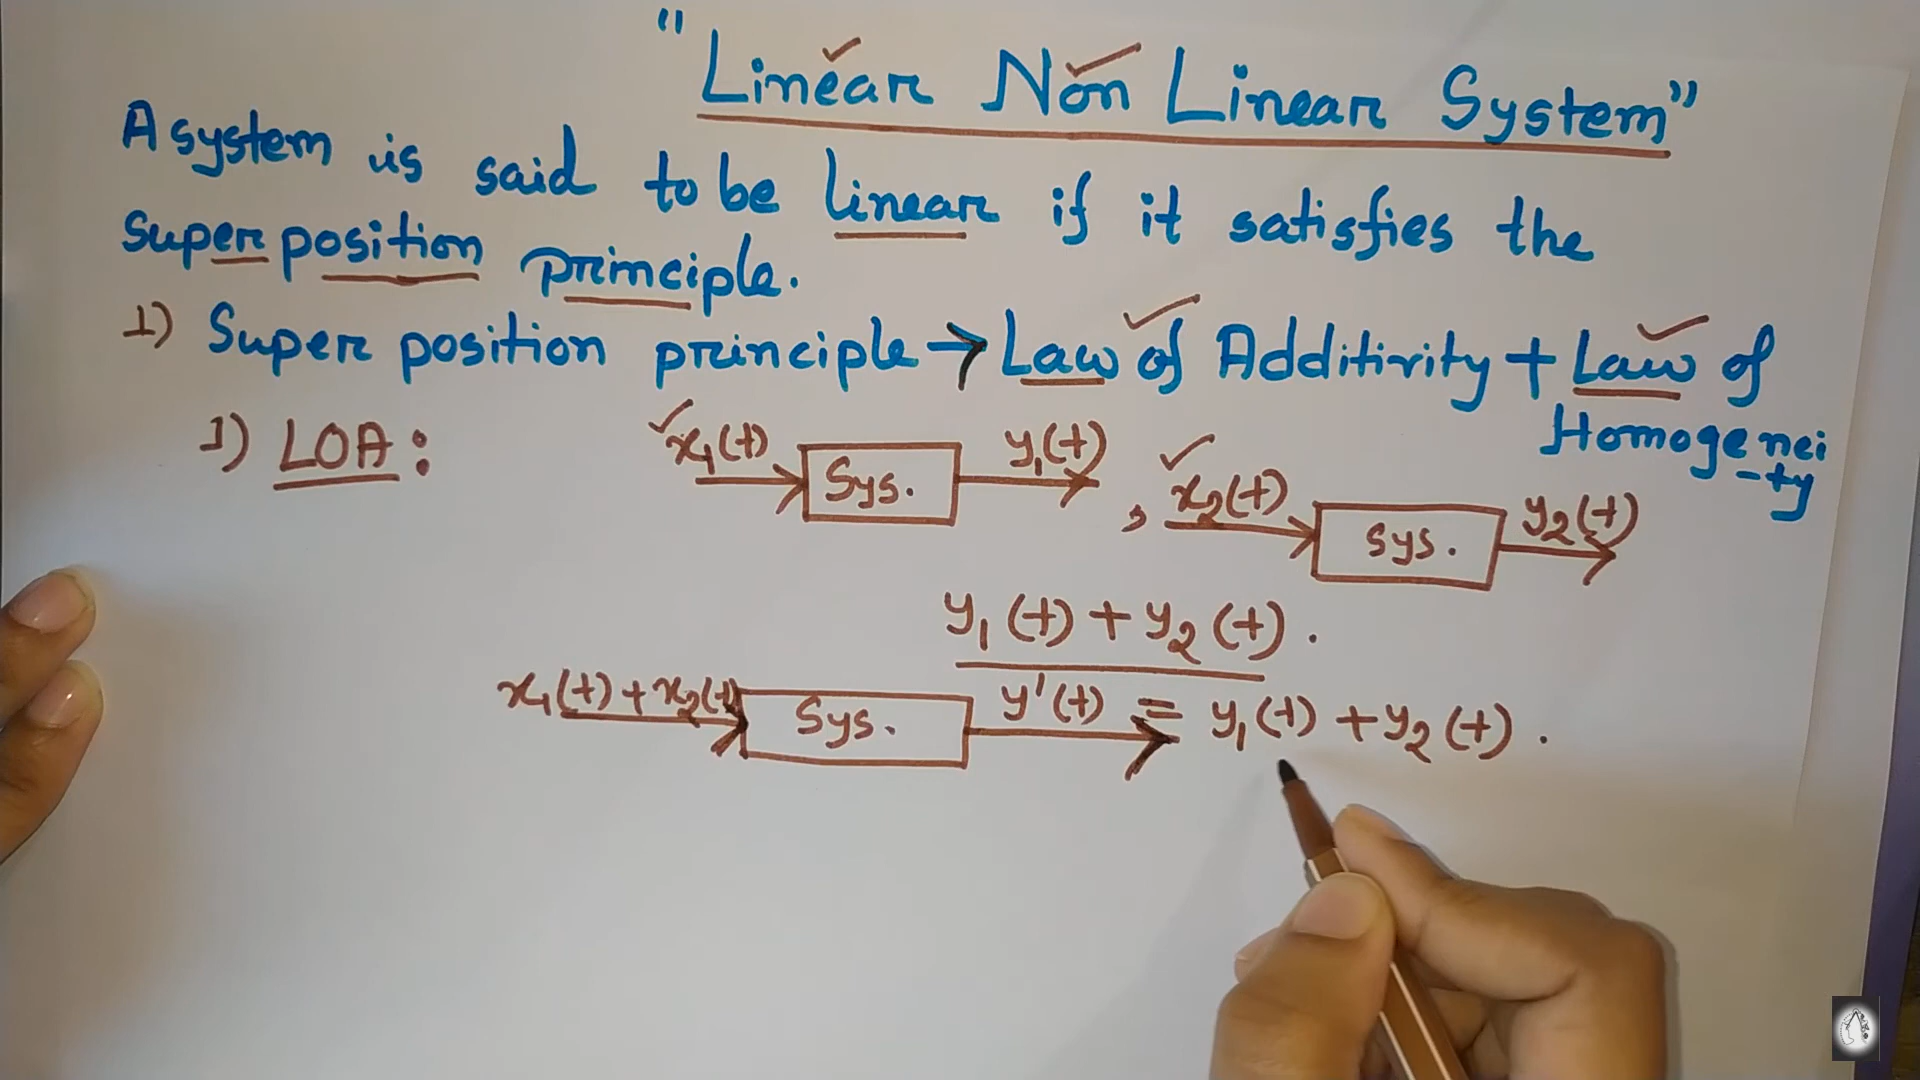 "Linear Non Linear System"
A system is said to be linear if it satisfies the
Super position principle.
1) Super position principle → Law of Additivity + Law of
Homogenei
-ty
1) LOA: x₁(t) → Sys. → y₁(t) , x₂(t) → Sys. → y₂(t)
y₁(t) + y₂(t).
x₁(t) + x₂(t) → Sys. → y'(t) = y₁(t) + y₂(t).